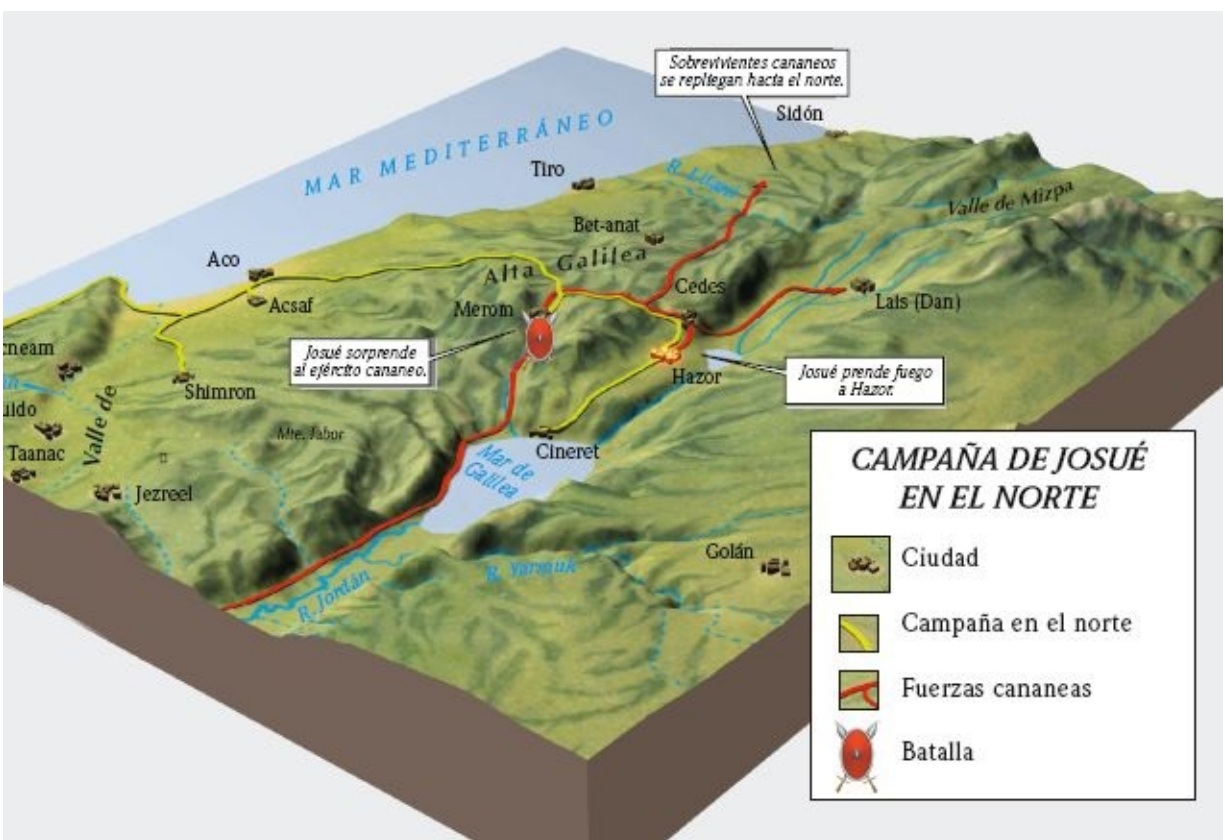 Sobrevivientes cananeos
se repliegan hacia el norte.
Sidón
MAR MEDITERRÁNEO
Tiro
R. Litani
Valle de Mizpa
Bet-anat
Aco
Alta Galilea
Acsaf
Cedes
Lais (Dan)
Merom
Josué sorprende
al ejército cananeo.
cneam
Hazor
Josué prende fuego
a Hazor.
Shimron
uido
Valle de
Mte. Tabor
Taanac
Cineret
Mar de
Galilea
Jezreel
Golán
R. Yarmuk
R. Jordán
CAMPAÑA DE JOSUÉ
EN EL NORTE
Ciudad
Campaña en el norte
Fuerzas cananeas
Batalla